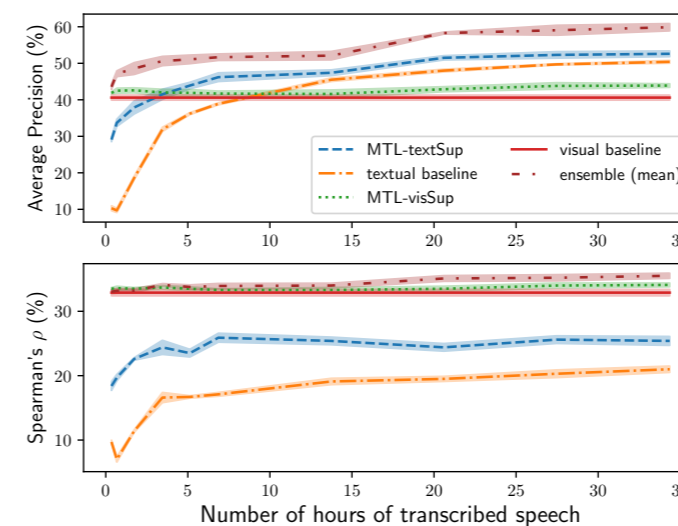 Average Precision (%)
60
50
40
30
20
10
MTL-textSup
textual baseline
MTL-visSup
visual baseline
ensemble (mean)
0 5 10 15 20 25 30
Spearman's ρ (%)
30
20
10
0 5 10 15 20 25 30
Number of hours of transcribed speech